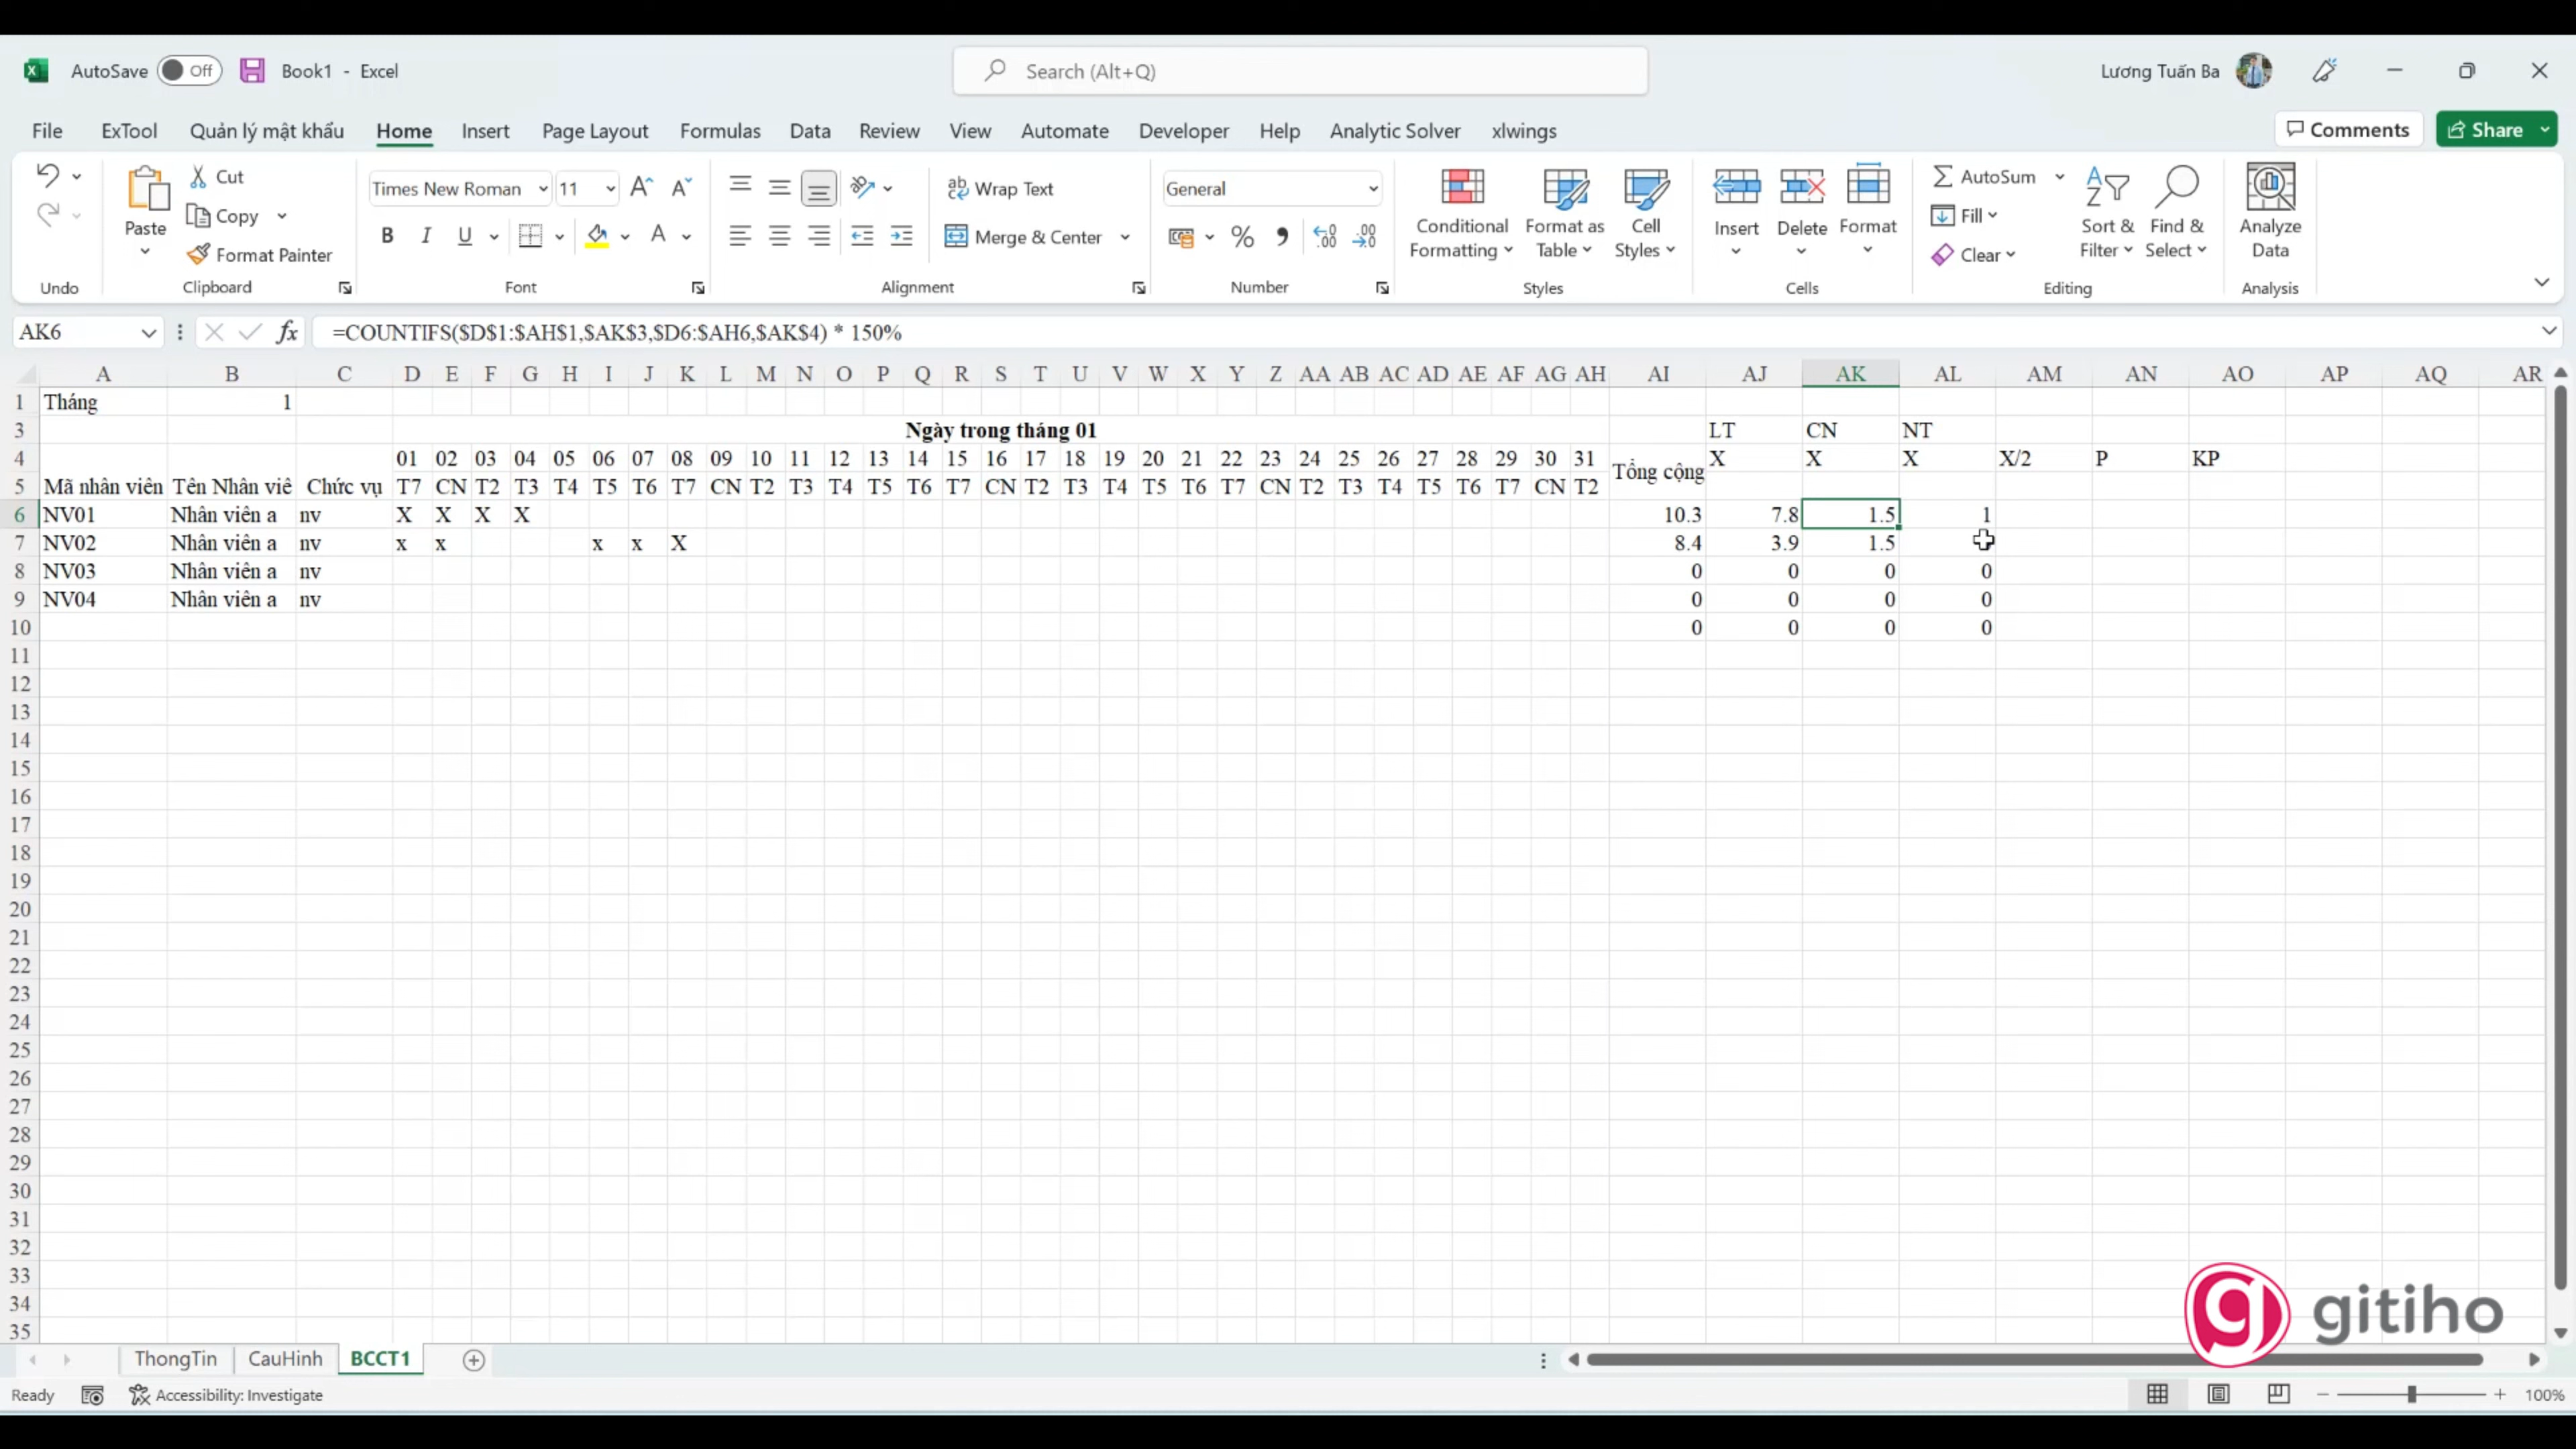 AutoSave Off Book1 - Excel Search (Alt+Q) Lương Tuấn Ba
File ExTool Quản lý mật khẩu Home Insert Page Layout Formulas Data Review View Automate Developer Help Analytic Solver xlwings Comments Share
Cut
Copy
Format Painter
Paste
Undo Clipboard
Times New Roman 11
B I U A
Font
Wrap Text
Merge & Center
Alignment
General
Number
Conditional Formatting
Format as Table
Cell Styles
Styles
Insert Delete Format
Cells
AutoSum
Fill
Clear
Sort & Filter
Find & Select
Editing
Analyze Data
Analysis
AK6 fx =COUNTIFS($D$1:$AH$1,$AK$3,$D6:$AH6,$AK$4) * 150%
A B C D E F G H I J K L M N O P Q R S T U V W X Y Z AA AB AC AD AE AF AG AH AI AJ AK AL AM AN AO AP AQ AR
1 Tháng 1
3 Ngày trong tháng 01 LT CN NT
4 01 02 03 04 05 06 07 08 09 10 11 12 13 14 15 16 17 18 19 20 21 22 23 24 25 26 27 28 29 30 31 Tổng cộng X X X X/2 P KP
5 Mã nhân viên Tên Nhân viê Chức vụ T7 CN T2 T3 T4 T5 T6 T7 CN T2 T3 T4 T5 T6 T7 CN T2 T3 T4 T5 T6 T7 CN T2 T3 T4 T5 T6 T7 CN T2
6 NV01 Nhân viên a nv X X X X 10.3 7.8 1.5 1
7 NV02 Nhân viên a nv x x x x X 8.4 3.9 1.5
8 NV03 Nhân viên a nv 0 0 0 0
9 NV04 Nhân viên a nv 0 0 0 0
10 0 0 0 0
11
12
13
14
15
16
17
18
19
20
21
22
23
24
25
26
27
28
29
30
31
32
33
34
35
gitiho
ThongTin CauHinh BCCT1
Ready Accessibility: Investigate 100%